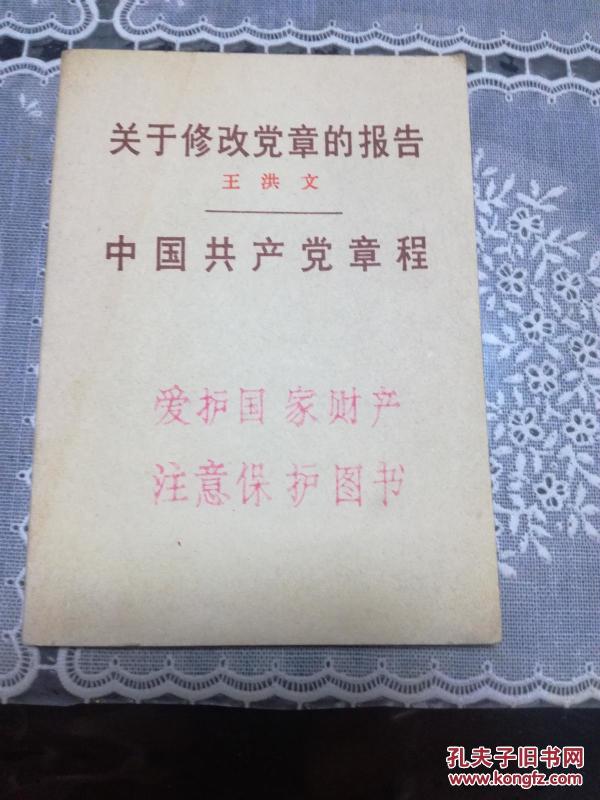 关于修改党章的报告
王洪文
中国共产党章程
爱护国家财产
注意保护图书
孔夫子旧书网
www.kongfz.com